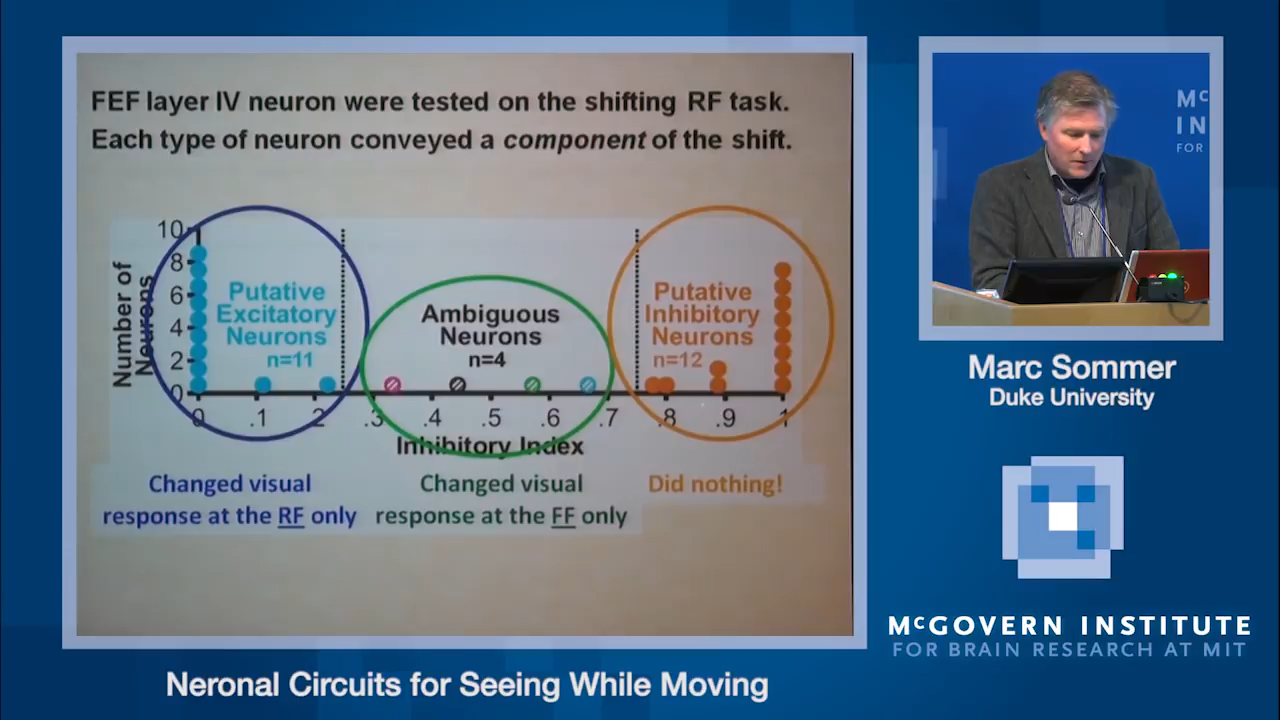 FEF layer IV neuron were tested on the shifting RF task.
Each type of neuron conveyed a component of the shift.
10
8
6
4
2
0
Number of
Neurons
Putative
Excitatory
Neurons
n=11
Ambiguous
Neurons
n=4
Putative
Inhibitory
Neurons
n=12
0 .1 .2 .3 .4 .5 .6 .7 .8 .9 1
Inhibitory Index
Changed visual
response at the RF only
Changed visual
response at the FF only
Did nothing!
Mc
IN
FOR
Marc Sommer
Duke University
McGOVERN INSTITUTE
FOR BRAIN RESEARCH AT MIT
Neronal Circuits for Seeing While Moving